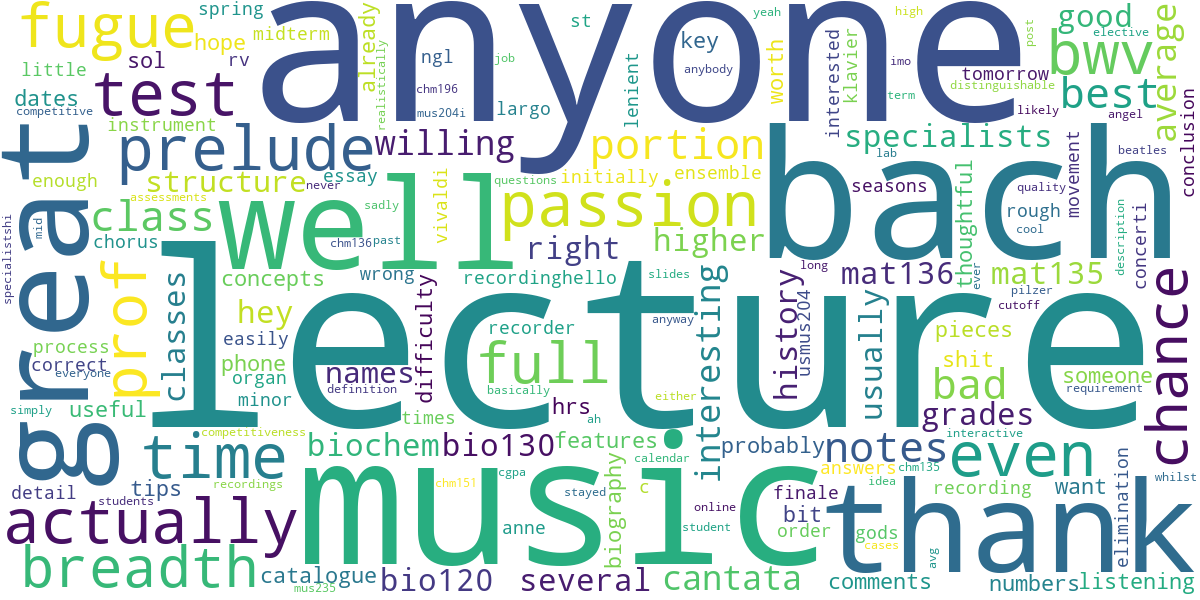 fugue
spring
anyone
st
yeah
high
post
good
average
hope
midterm
already
ngl
job
key
anybody
worth
interested
klavier
imo
elective
bwv
sol
rv
little
realistically
chm196
tomorrow
distinguishable
dates
test
mus204i
largo
lenient
term
likely
best
angel
conclusion
competitive
great
instrument
prelude
willing
portion
bach
specialists
movement
beatles
never
essay
vivaldi
questions
initially
ensemble
lab
seasons
quality
thoughtful
enough
structure
assessments
well
sadly
passion
rough
cool
concerti
description
specialistshi
mid
class
chorus
chm136
past
right
higher
prof
classes
concepts
wrong
recordinghello
slides
interesting
history
long
mat136
ever
mat135
chance
lecture
usmus204
usually
pilzer
cutoff
hey
difficulty
recorder
anyway
easily
process
correct
everyone
phone
names
full
pieces
shit
organ
definition
basically
either
bad
someone
requirement
simply
useful
minor
times
hrs
ah
grades
competitiveness
biochem
bio130
features
probably
notes
interactive
even
time
music
calendar
answers
chm135
idea
whilst
detail
tips
recordings
cgpa
chm151
stayed
biography
c
finale
recording
want
elimination
students
actually
anne
online
student
bit
order
gods
cases
thank
breadth
catalogue
mus235
bio120
several
cantata
comments
avg
numbers
listening